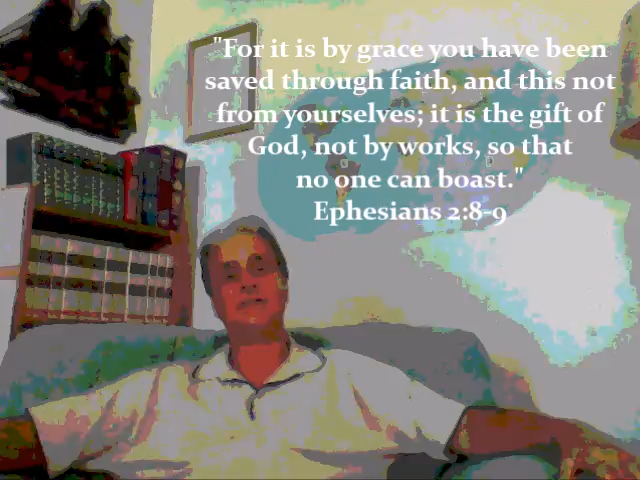 "For it is by grace you have been
saved through faith, and this not
from yourselves; it is the gift of
God, not by works, so that
no one can boast."
Ephesians 2:8-9